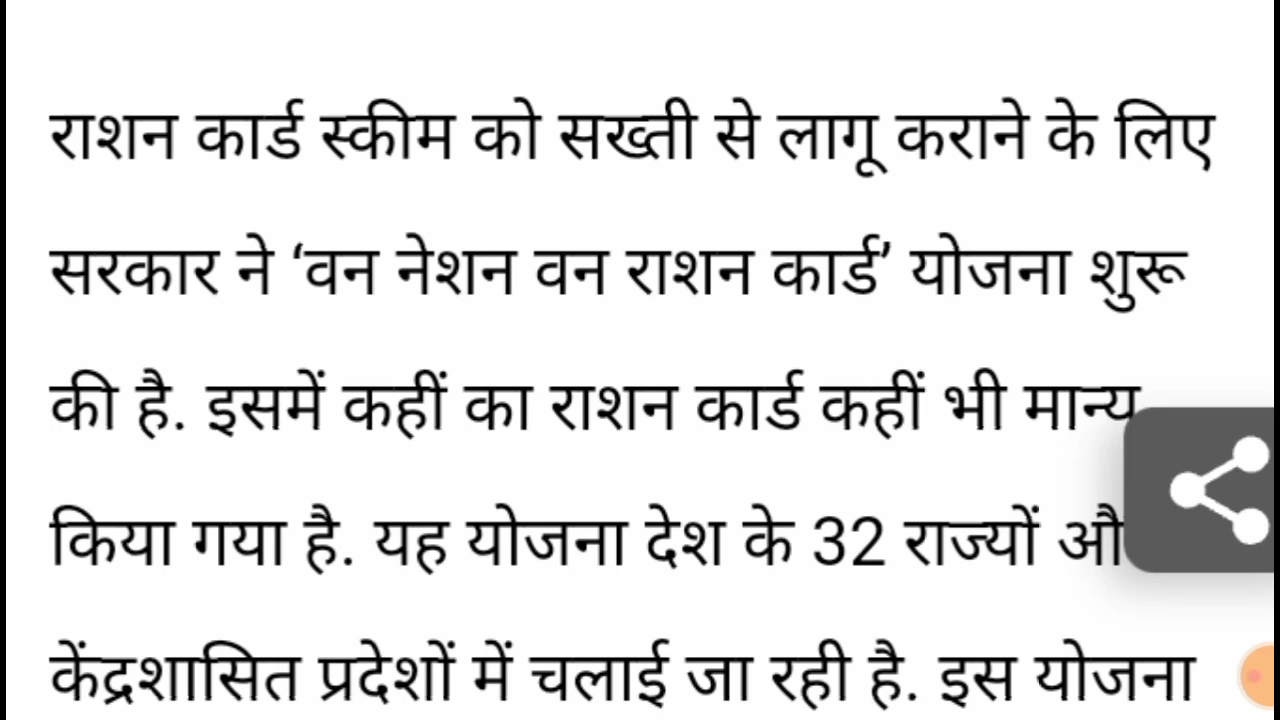 राशन कार्ड स्कीम को सख्ती से लागू कराने के लिए
सरकार ने ‘वन नेशन वन राशन कार्ड’ योजना शुरू
की है. इसमें कहीं का राशन कार्ड कहीं भी मान्य
किया गया है. यह योजना देश के 32 राज्यों
केंद्रशासित प्रदेशों में चलाई जा रही है. इस योजना